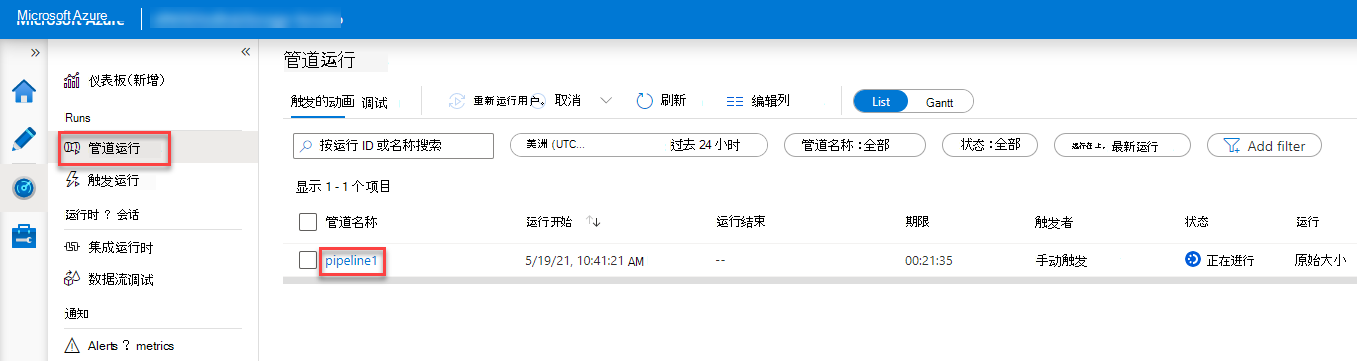 Microsoft Azure
仪表板(新增)
Runs
管道运行
触发运行
运行时 ? 会话
集成运行时
数据流调试
通知
Alerts ? metrics
管道运行
触发的动画 调试
重新运行用户。 取消 刷新 编辑列 List Gantt
按运行 ID 或名称搜索 美洲 (UTC... 过去 24 小时 管道名称 :全部 状态 :全部 最新运行 Add filter
显示 1 - 1 个项目
管道名称 运行开始 运行结束 期限 触发者 状态 运行
pipeline1 5/19/21, 10:41:21 AM -- 00:21:35 手动触发 正在进行 原始大小